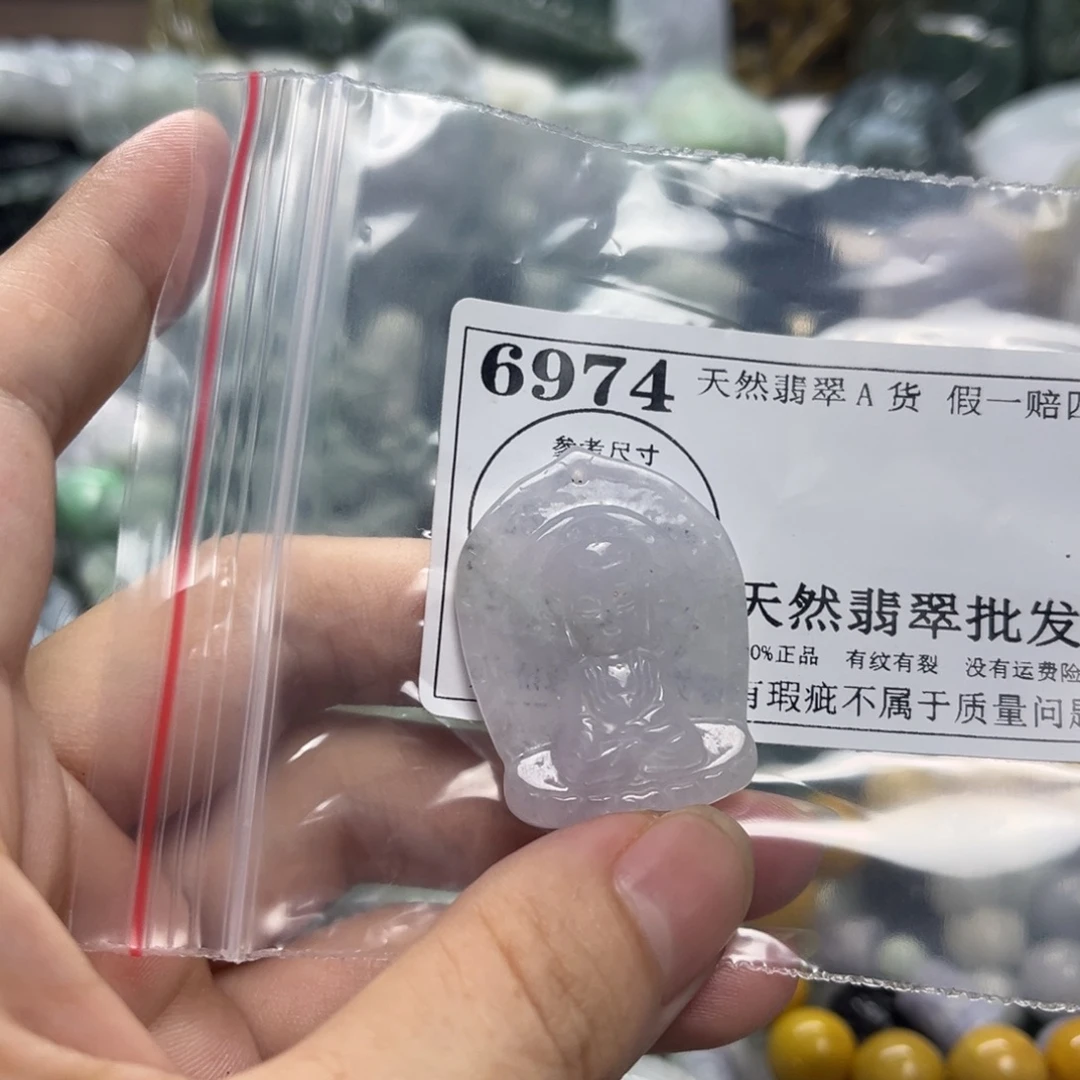 6974 天然翡翠A货 假一赔四
参考尺寸
天然翡翠批发
0%正品 有纹有裂 没有运费险
有瑕疵不属于质量问题